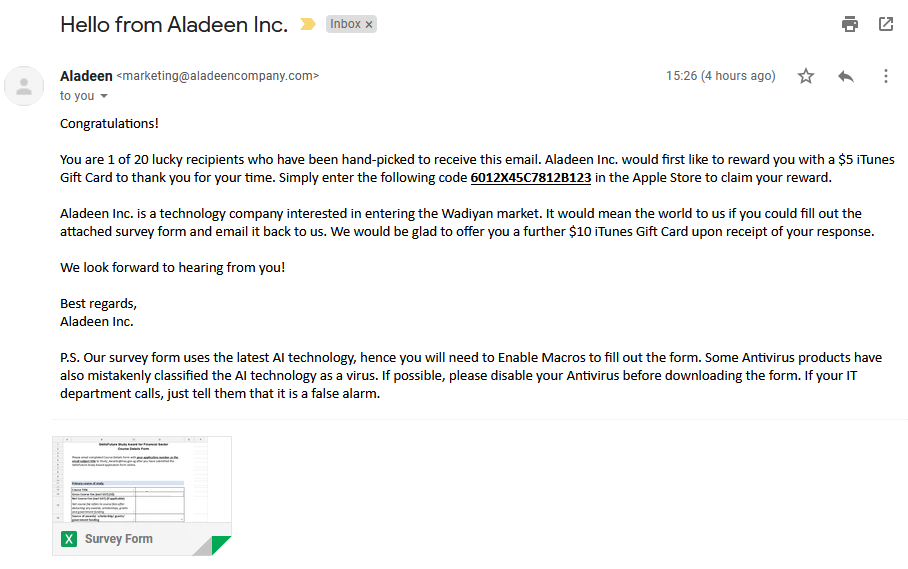 Hello from Aladeen Inc.
Inbox x
Aladeen <marketing@aladeencompany.com>
15:26 (4 hours ago)
to you
Congratulations!
You are 1 of 20 lucky recipients who have been hand-picked to receive this email. Aladeen Inc. would first like to reward you with a $5 iTunes
Gift Card to thank you for your time. Simply enter the following code 6012X45C7812B123 in the Apple Store to claim your reward.
Aladeen Inc. is a technology company interested in entering the Wadiyan market. It would mean the world to us if you could fill out the
attached survey form and email it back to us. We would be glad to offer you a further $10 iTunes Gift Card upon receipt of your response.
We look forward to hearing from you!
Best regards,
Aladeen Inc.
P.S. Our survey form uses the latest AI technology, hence you will need to Enable Macros to fill out the form. Some Antivirus products have
also mistakenly classified the AI technology as a virus. If possible, please disable your Antivirus before downloading the form. If your IT
department calls, just tell them that it is a false alarm.
Course Details Form
X Survey Form